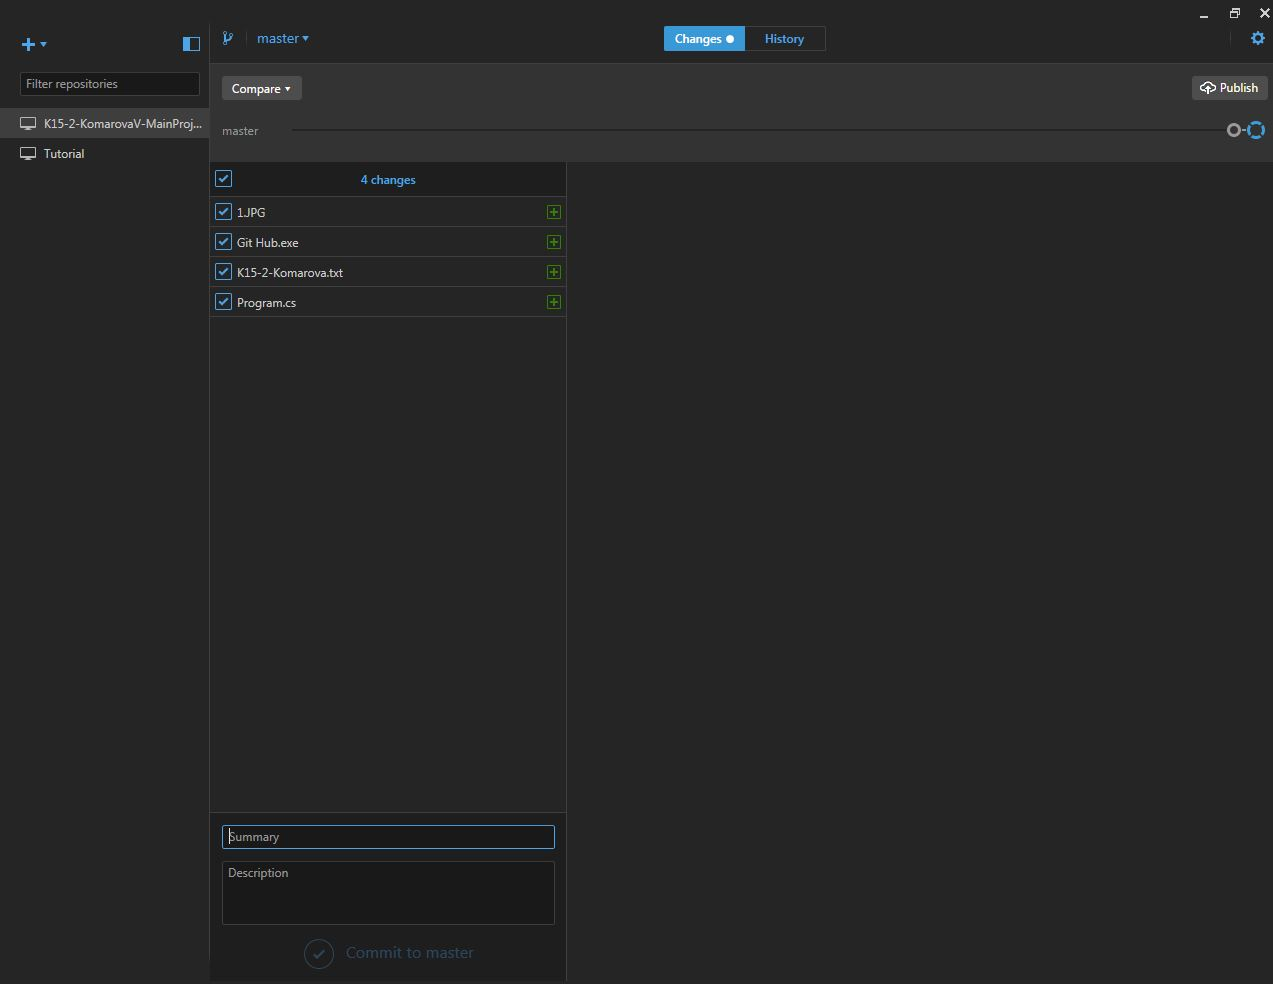 master
Changes
History
Filter repositories
Compare
Publish
K15-2-KomarovaV-MainProj...
master
Tutorial
4 changes
1.JPG
Git Hub.exe
K15-2-Komarova.txt
Program.cs
Summary
Description
Commit to master